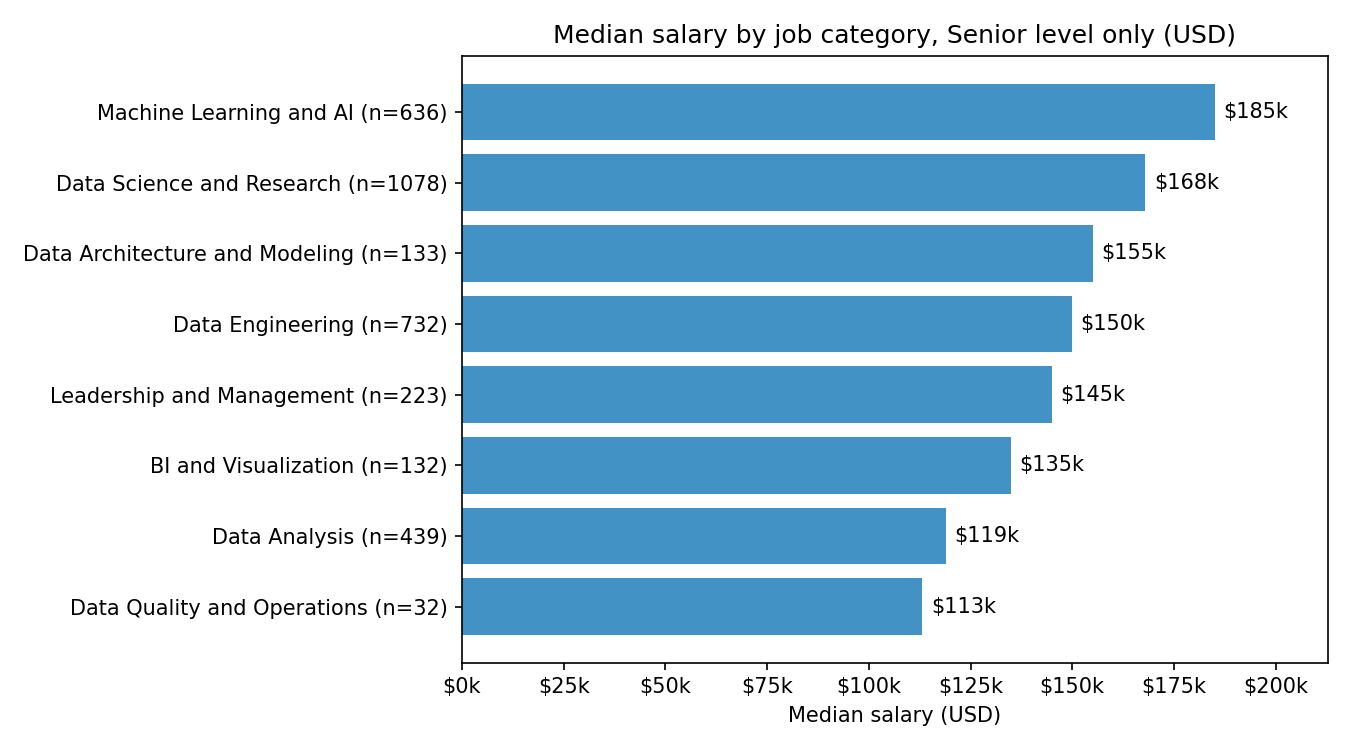 Median salary by job category, Senior level only (USD)
Machine Learning and AI (n=636) $185k
Data Science and Research (n=1078) $168k
Data Architecture and Modeling (n=133) $155k
Data Engineering (n=732) $150k
Leadership and Management (n=223) $145k
BI and Visualization (n=132) $135k
Data Analysis (n=439) $119k
Data Quality and Operations (n=32) $113k
$0k $25k $50k $75k $100k $125k $150k $175k $200k
Median salary (USD)